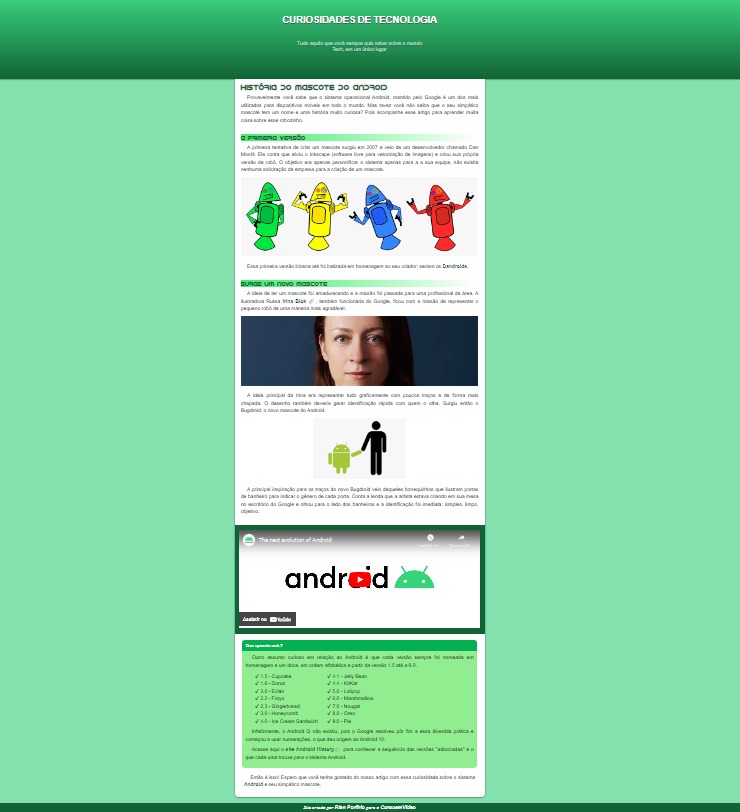 CURIOSIDADES DE TECNOLOGIA
Tudo aquilo que você sempre quis saber sobre o mundo
Tech, em um único lugar
HISTÓRIA DO MASCOTE DO ANDROID
Provavelmente você sabe que o sistema operacional Android, mantido pelo Google é um dos mais
utilizados para dispositivos móveis em todo o mundo. Mas tavez você não saiba que o seu simpático
mascote tem um nome e uma história muito curiosa? Pois acompanhe esse artigo para aprender muita
coisa sobre esse robozinho.
A PRIMEIRA VERSÃO
A primeira tentativa de criar um mascote surgiu em 2007 e veio de um desenvolvedor chamado Dan
Morrill. Ele conta que abriu o Inkscape (software livre para vetorização de imagens) e criou sua própria
versão de robô. O objetivo era apenas personificar o sistema apenas para a a sua equipe, não existia
nenhuma solicitação da empresa para a criação de um mascote.
Essa primeira versão bizarra até foi batizada em homenagem ao seu criador: seriam os Dandroids.
SURGE UM NOVO MASCOTE
A ideia de ter um mascote foi amadurecendo e a missão foi passada para uma profissional da área. A
ilustradora Russa Irina Blok , também funcionária do Google, ficou com a missão de representar o
pequeno robô de uma maneira mais agradável.
A ideia principal da Irina era representar tudo graficamente com poucos traços e de forma mais
chapada. O desenho também deveria gerar identificação rápida com quem o olha. Surgiu então o
Bugdroid, o novo mascote do Android.
A principal inspiração para os traços do novo Bugdroid veio daqueles bonequinhos que ilustram portas
de banheiro para indicar o gênero de cada porta. Conta a lenda que a artista estava criando em sua mesa
no escritório do Google e olhou para o lado dos banheiros e a identificação foi imediata: simples, limpo,
objetivo.
The next evolution of Android
android
Assistir no YouTube
Quer aprender mais?
Outro assunto curioso em relação ao Android é que cada versão sempre foi nomeada em
homenagem a um doce, em ordem alfabética a partir da versão 1.5 até a 9.0.
✓ 1.5 - Cupcake
✓ 1.6 - Donut
✓ 3.0 - Eclair
✓ 2.2 - Froyo
✓ 2.3 - Gingerbread
✓ 3.0 - Honeycomb
✓ 4.0 - Ice Cream Sandwich
✓ 4.1 - Jelly Bean
✓ 4.4 - KitKat
✓ 5.0 - Lolipop
✓ 6.0 - Marshmallow
✓ 7.0 - Nougat
✓ 8.0 - Oreo
✓ 9.0 - Pie
Infelizmente, o Android Q não existiu, pois o Google resolveu pôr fim a essa divertida prática e
começou a usar numerações, o que deu origem ao Android 10.
Acesse aqui o site Android History para conhecer a sequência das versões "adocicadas" e o
que cada uma trouxe para o sistema Android.
Então é isso! Espero que você tenha gostado do nosso artigo com essa curiosidade sobre o sistema
Android e seu simpático mascote.
Site criado por Rian Porfírio para o CursoemVideo